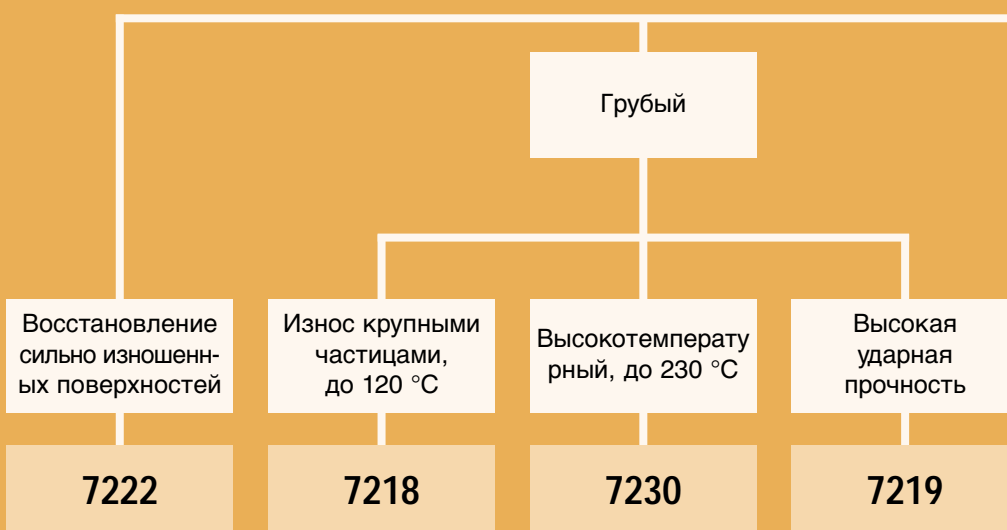 Грубый
Восстановление
сильно изношенн-
ых поверхностей
Износ крупными
частицами,
до 120 °C
Высокотемперату
рный, до 230 °C
Высокая
ударная
прочность
7222
7218
7230
7219